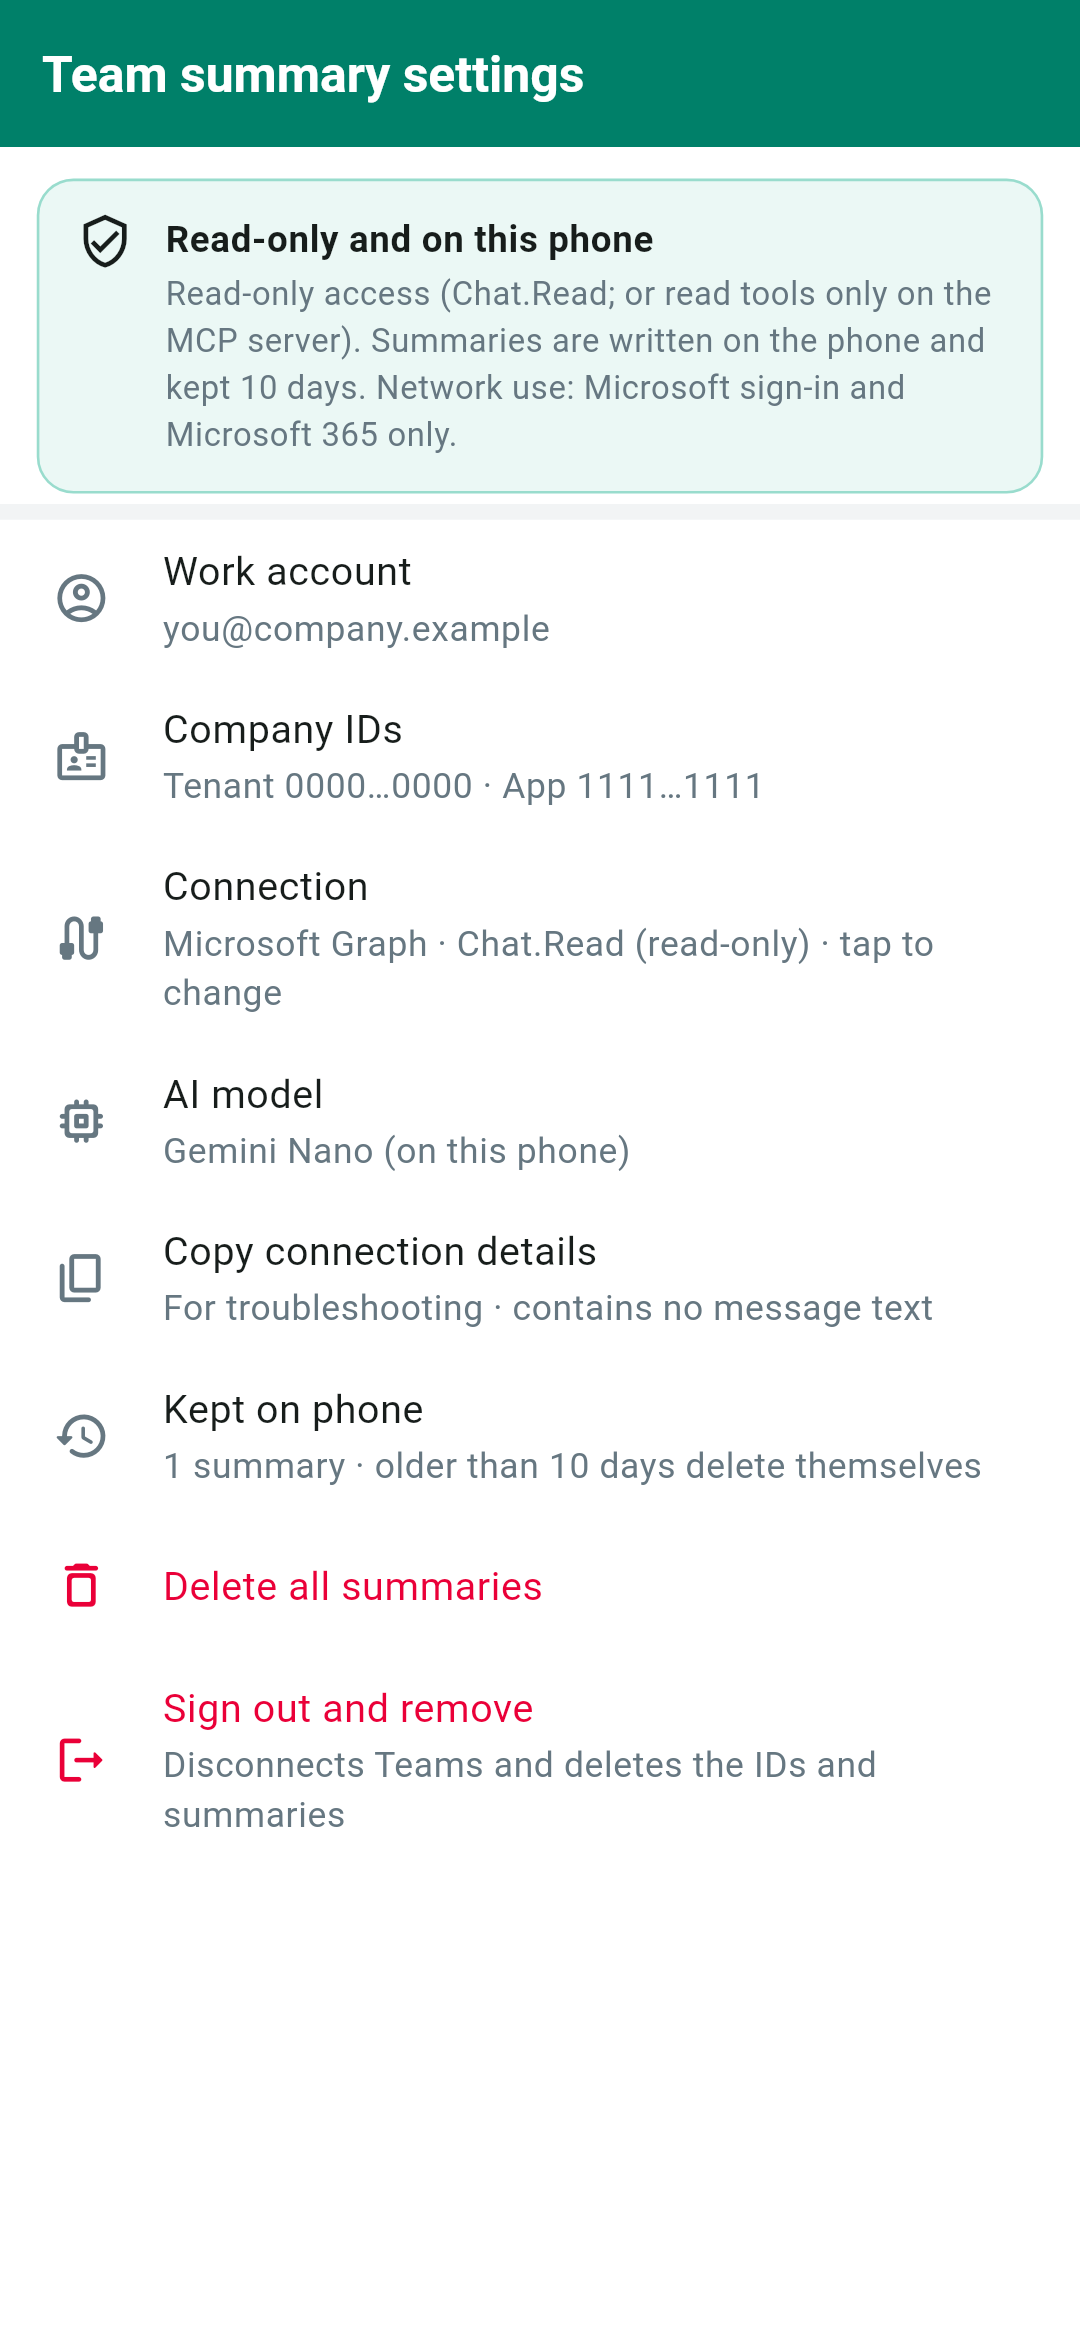 Team summary settings
Read-only and on this phone
Read-only access (Chat.Read; or read tools only on the
MCP server). Summaries are written on the phone and
kept 10 days. Network use: Microsoft sign-in and
Microsoft 365 only.
Work account
you@company.example
Company IDs
Tenant 0000…0000 · App 1111…1111
Connection
Microsoft Graph · Chat.Read (read-only) · tap to
change
AI model
Gemini Nano (on this phone)
Copy connection details
For troubleshooting · contains no message text
Kept on phone
1 summary · older than 10 days delete themselves
Delete all summaries
Sign out and remove
Disconnects Teams and deletes the IDs and
summaries